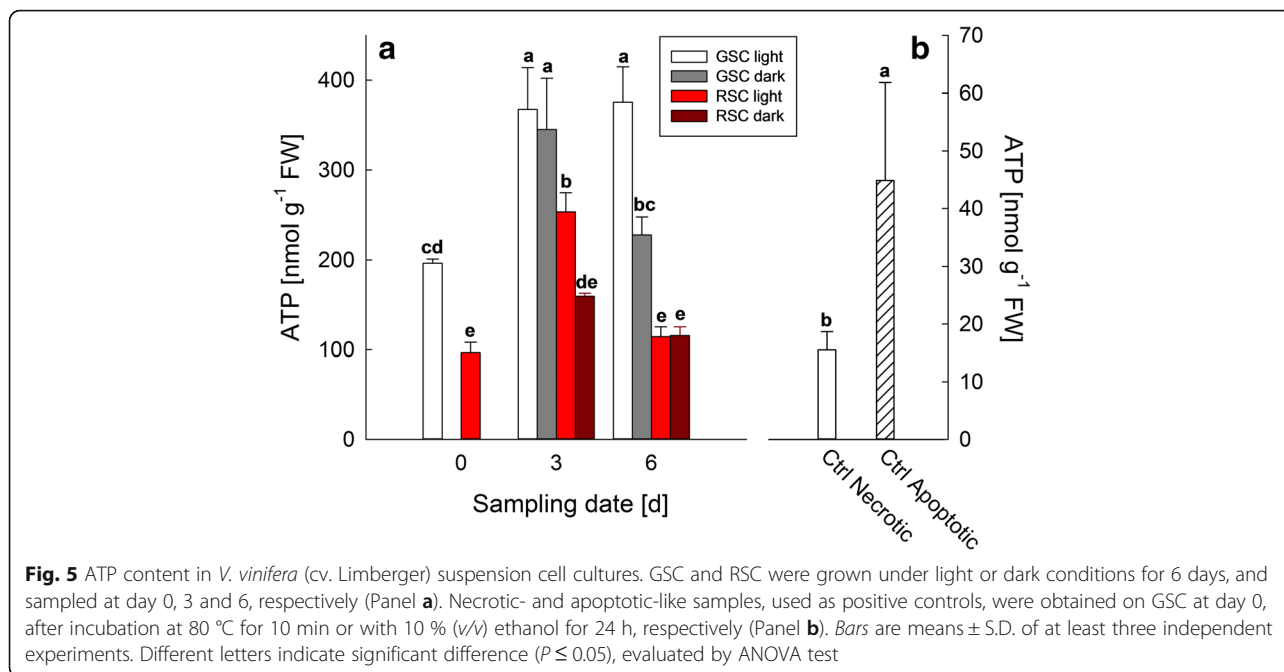 a
b
GSC light
GSC dark
RSC light
RSC dark
ATP [nmol g⁻¹ FW]
400
300
200
100
0
cd
e
a
a
b
de
a
bc
e
e
0
3
6
Sampling date [d]
b
a
70
60
50
40
30
20
10
0
ATP [nmol g⁻¹ FW]
Ctrl Necrotic
Ctrl Apoptotic
Fig. 5 ATP content in V. vinifera (cv. Limberger) suspension cell cultures. GSC and RSC were grown under light or dark conditions for 6 days, and
sampled at day 0, 3 and 6, respectively (Panel a). Necrotic- and apoptotic-like samples, used as positive controls, were obtained on GSC at day 0,
after incubation at 80 °C for 10 min or with 10 % (v/v) ethanol for 24 h, respectively (Panel b). Bars are means ± S.D. of at least three independent
experiments. Different letters indicate significant difference (P ≤ 0.05), evaluated by ANOVA test